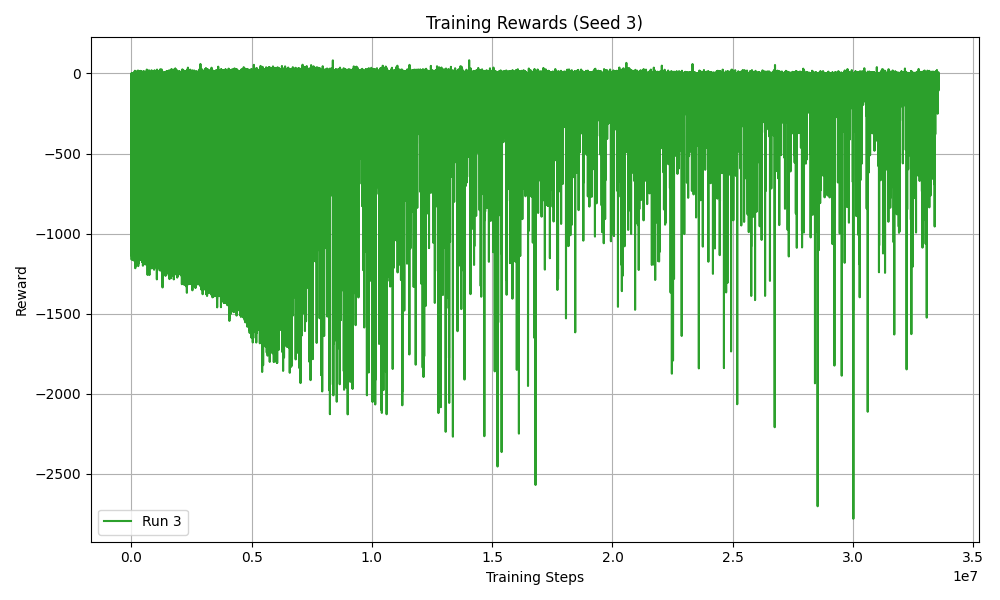 Training Rewards (Seed 3)
Reward
0
−500
−1000
−1500
−2000
−2500
Run 3
0.0 0.5 1.0 1.5 2.0 2.5 3.0 3.5
1e7
Training Steps